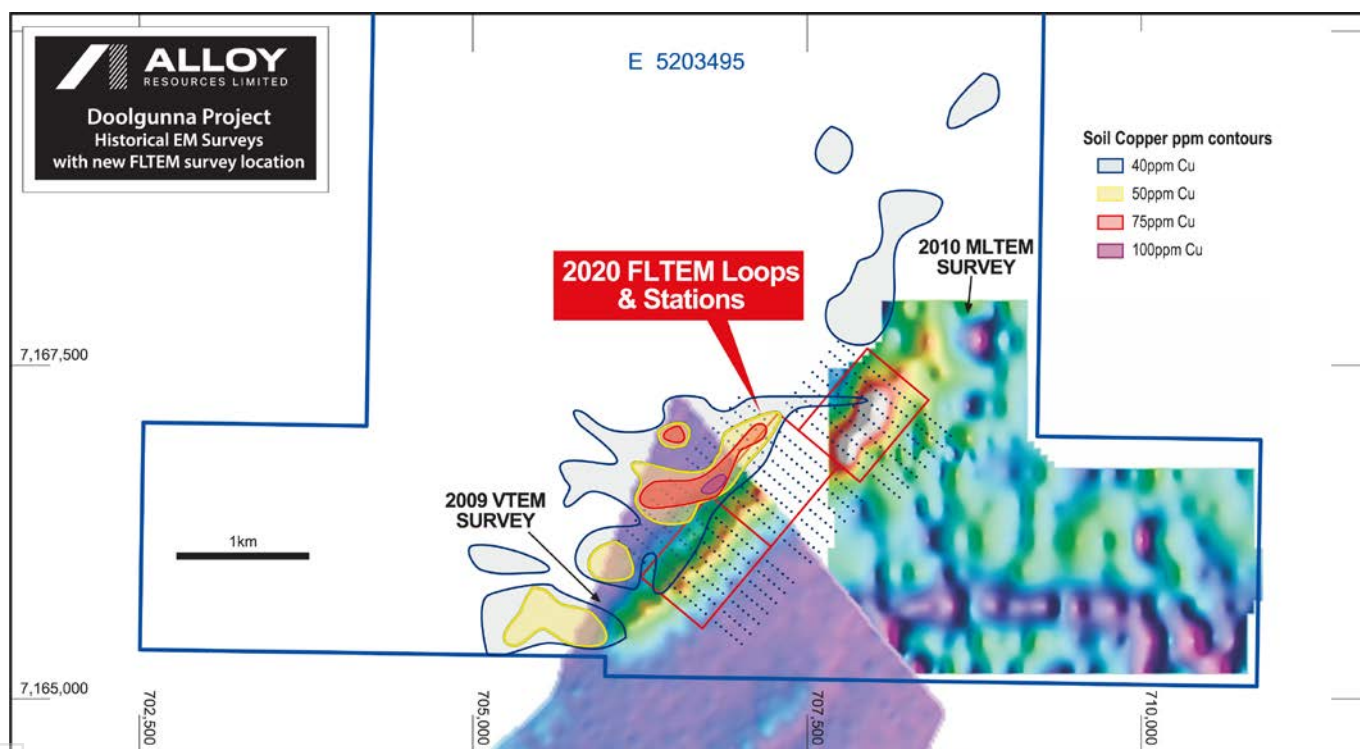 ALLOY
RESOURCES LIMITED
Doolgunna Project
Historical EM Surveys
with new FLTEM survey location
E 5203495
Soil Copper ppm contours
40ppm Cu
50ppm Cu
75ppm Cu
100ppm Cu
2010 MLTEM
SURVEY
2020 FLTEM Loops
& Stations
7,167,500
2009 VTEM
SURVEY
1km
7,165,000
702,500
705,000
707,500
710,000